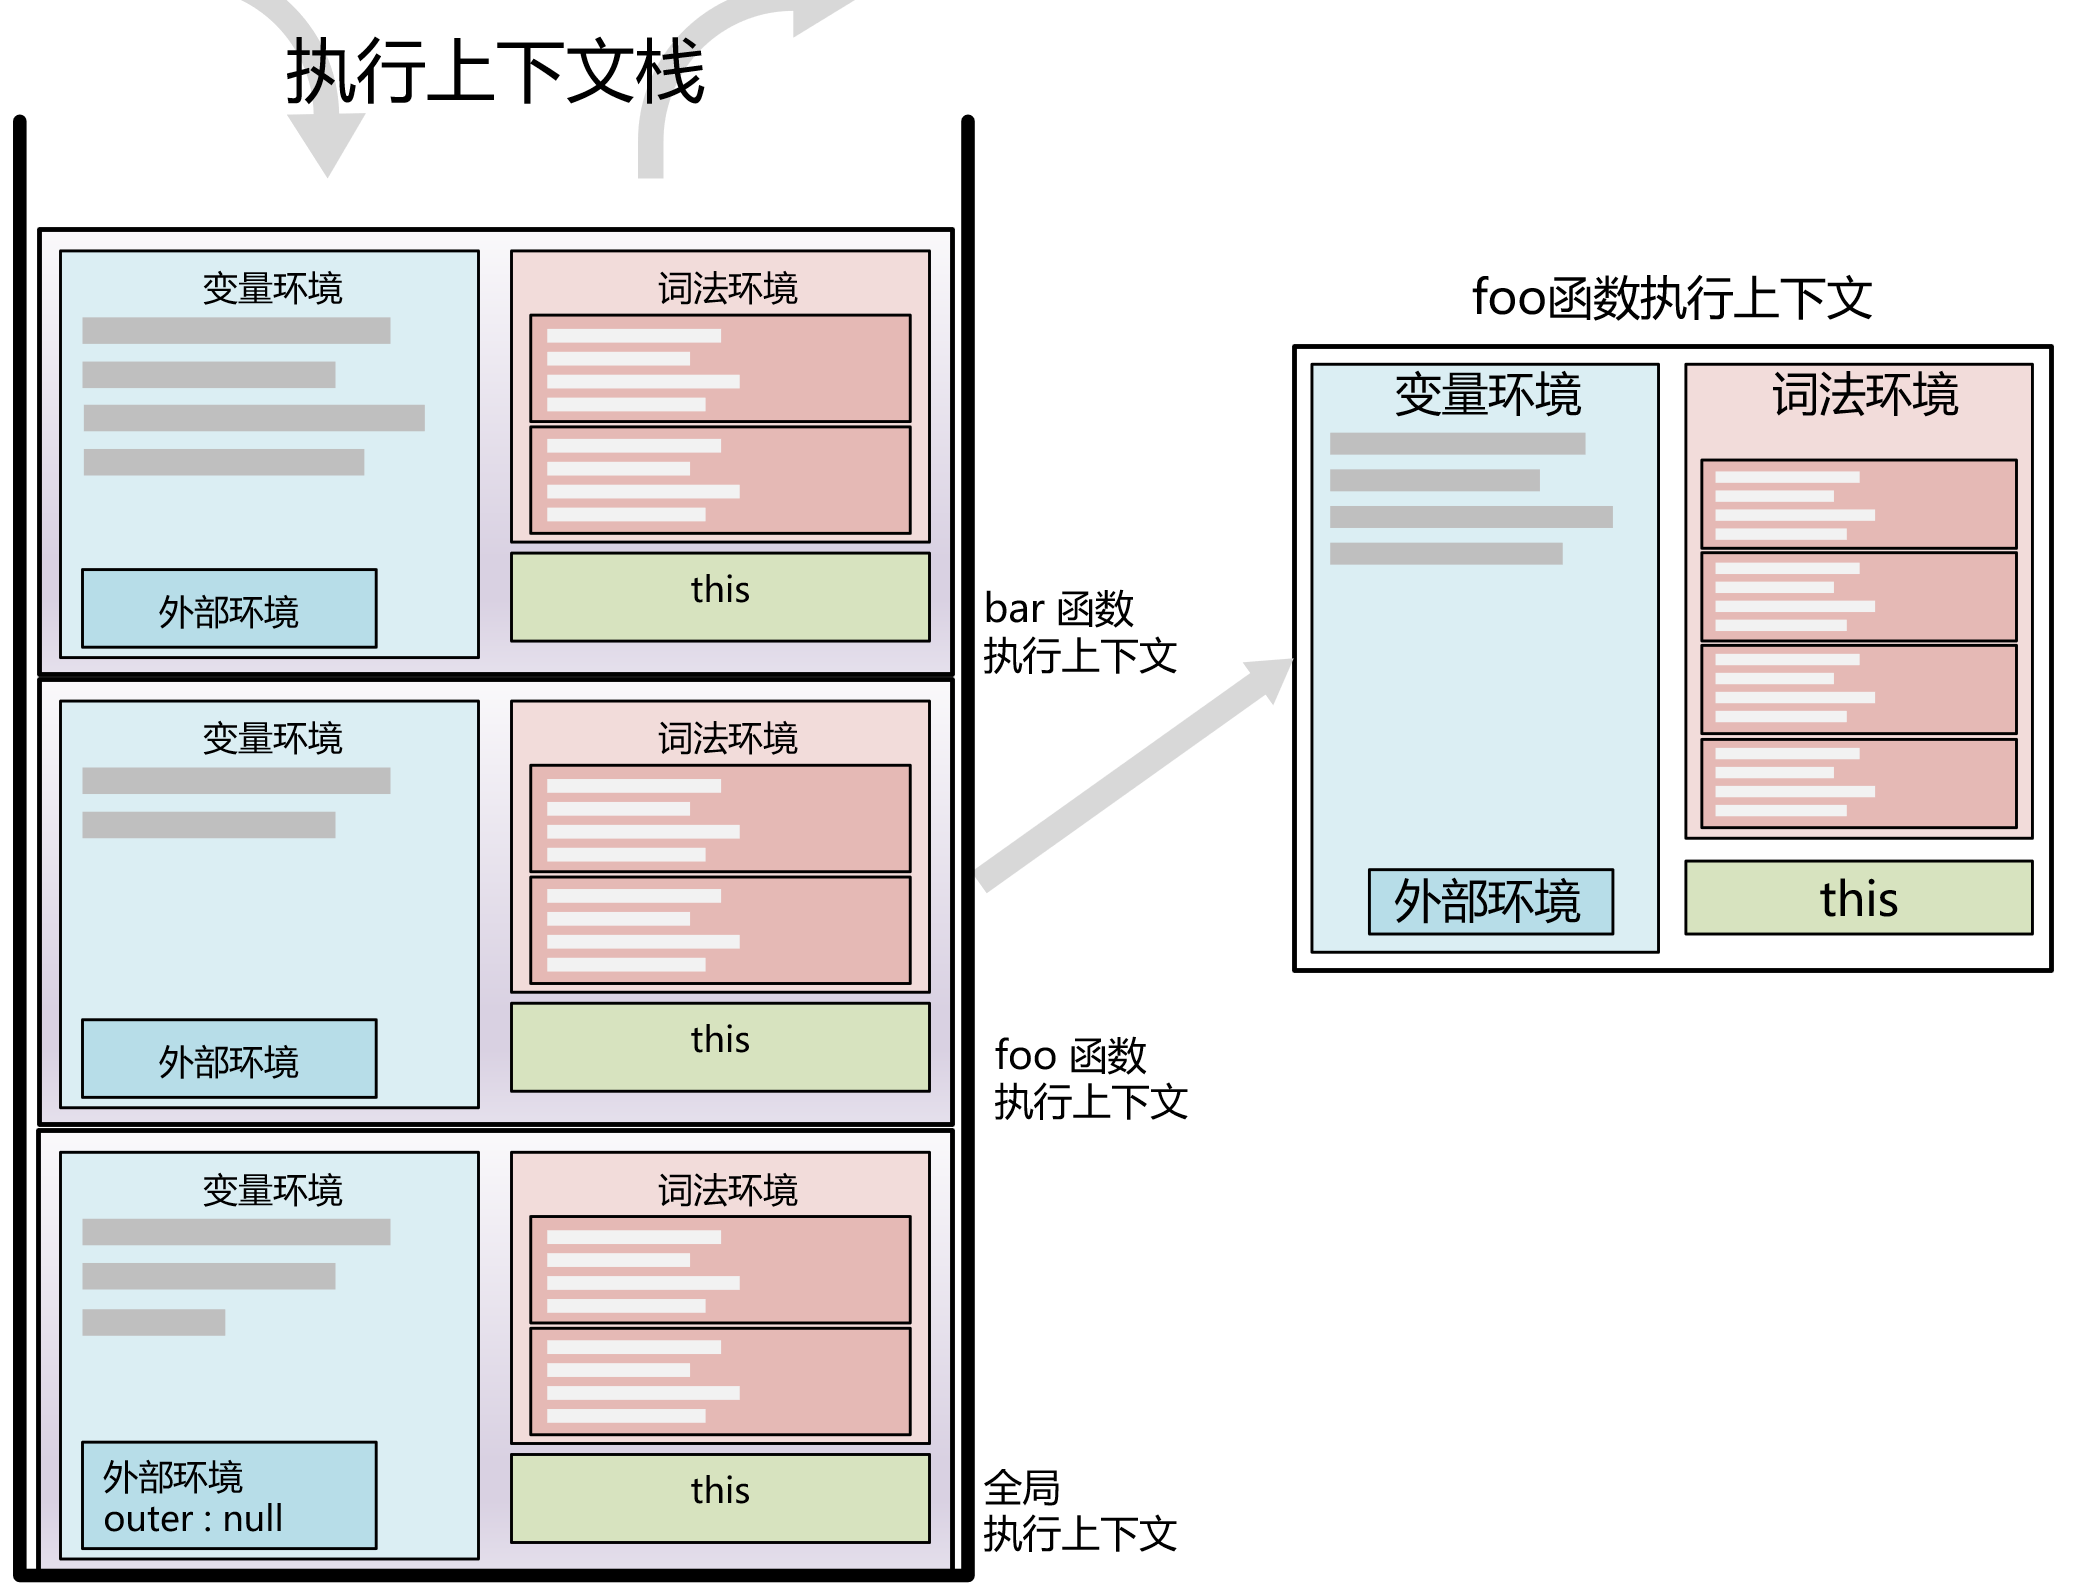 执行上下文栈
变量环境
词法环境
外部环境
this
bar 函数
执行上下文
变量环境
词法环境
外部环境
this
foo 函数
执行上下文
变量环境
词法环境
外部环境
outer : null
this
全局
执行上下文
foo函数执行上下文
变量环境
词法环境
外部环境
this